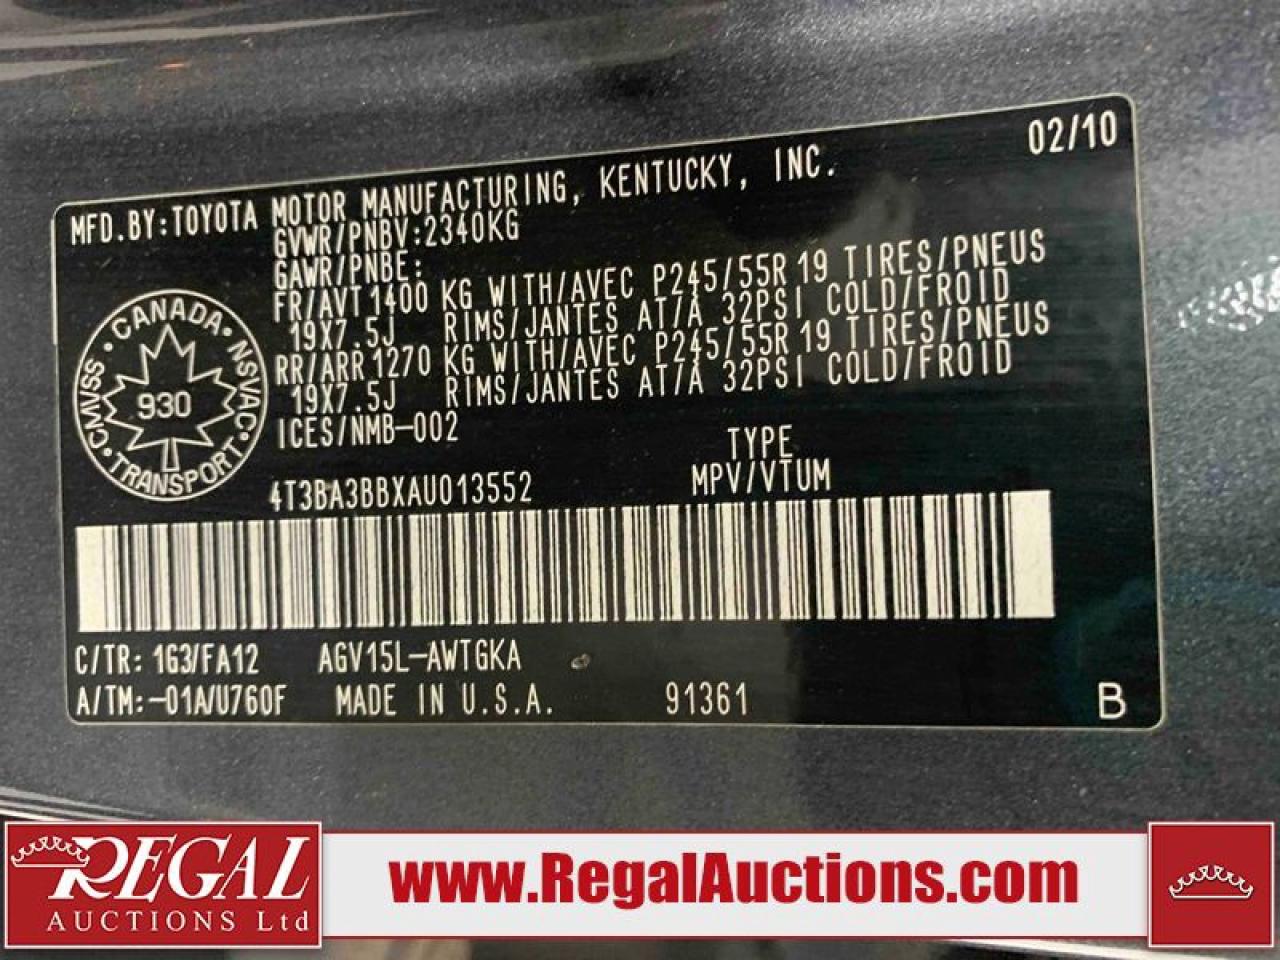 02/10
MFD.BY:TOYOTA MOTOR MANUFACTURING, KENTUCKY, INC.
GVWR/PNBV:2340KG
GAWR/PNBE:
FR/AVT 1400 KG WITH/AVEC P245/55R 19 TIRES/PNEUS
19X7.5J RIMS/JANTES AT/À 32PSI COLD/FROID
RR/ARR 1270 KG WITH/AVEC P245/55R 19 TIRES/PNEUS
19X7.5J RIMS/JANTES AT/À 32PSI COLD/FROID
ICES/NMB-002
CANADA • NSVAC • TRANSPORT • CMVSS •
930
TYPE
4T3BA3BBXAU013552 MPV/VTUM
C/TR: 1G3/FA12 AGV15L-AWTGKA
A/TM:-01A/U760F MADE IN U.S.A. 91361 B
REGAL
AUCTIONS Ltd
www.RegalAuctions.com